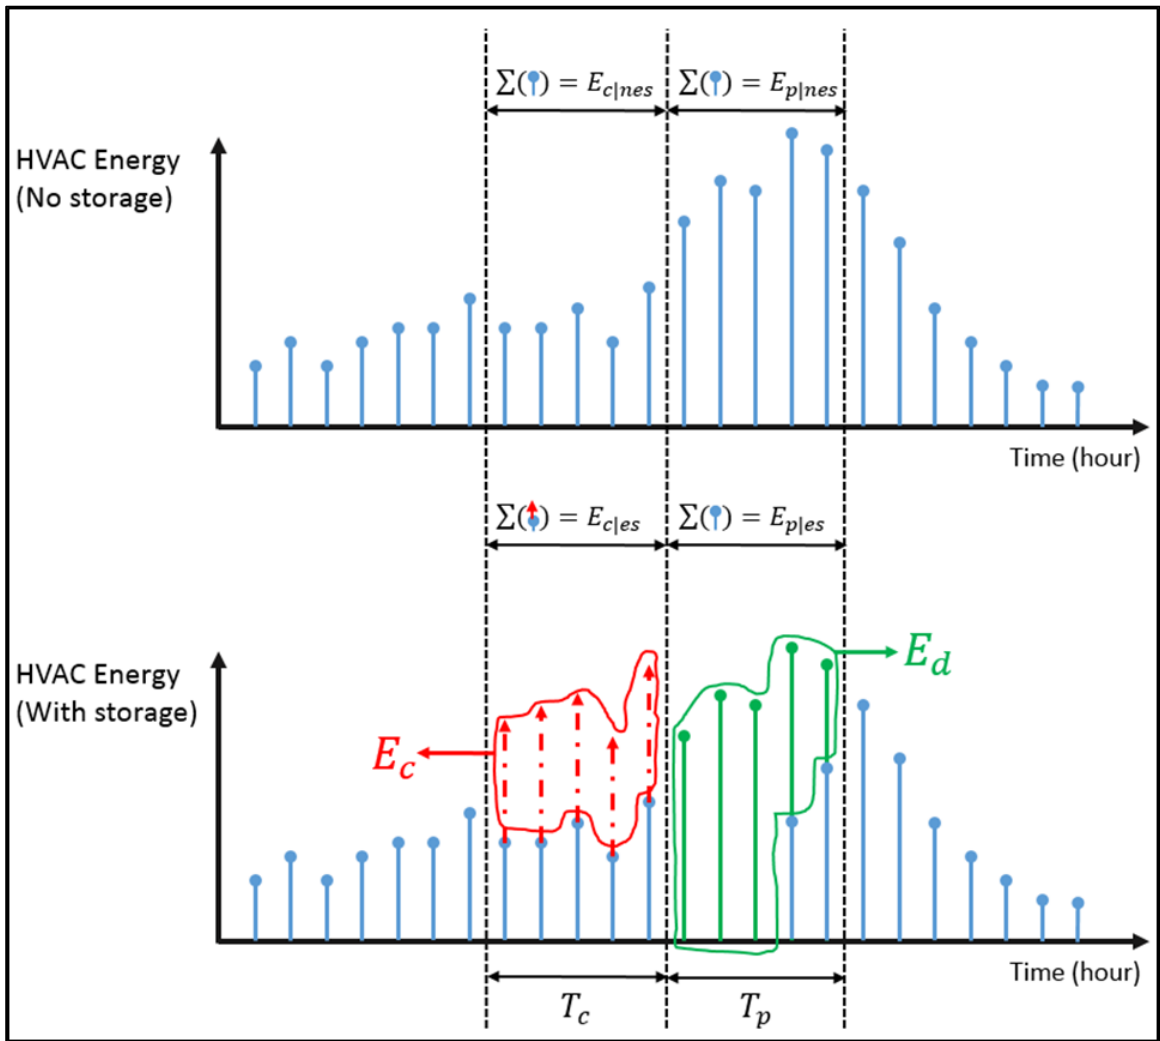 Σ(ꟼ) = E_{c|nes}
Σ(ꟼ) = E_{p|nes}
HVAC Energy
(No storage)
Time (hour)
Σ() = E_{c|es}
Σ() = E_{p|es}
HVAC Energy
(With storage)
E_c
E_d
Time (hour)
T_c
T_p